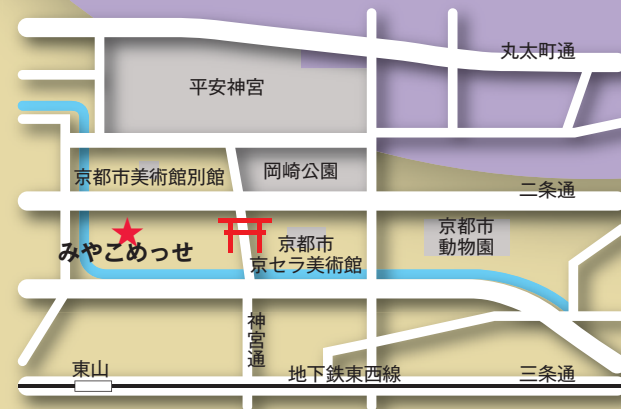 丸太町通
平安神宮
岡崎公園
京都市美術館別館
二条通
京都市
動物園
みやこめっせ
京都市
京セラ美術館
神宮通
東山
地下鉄東西線
三条通